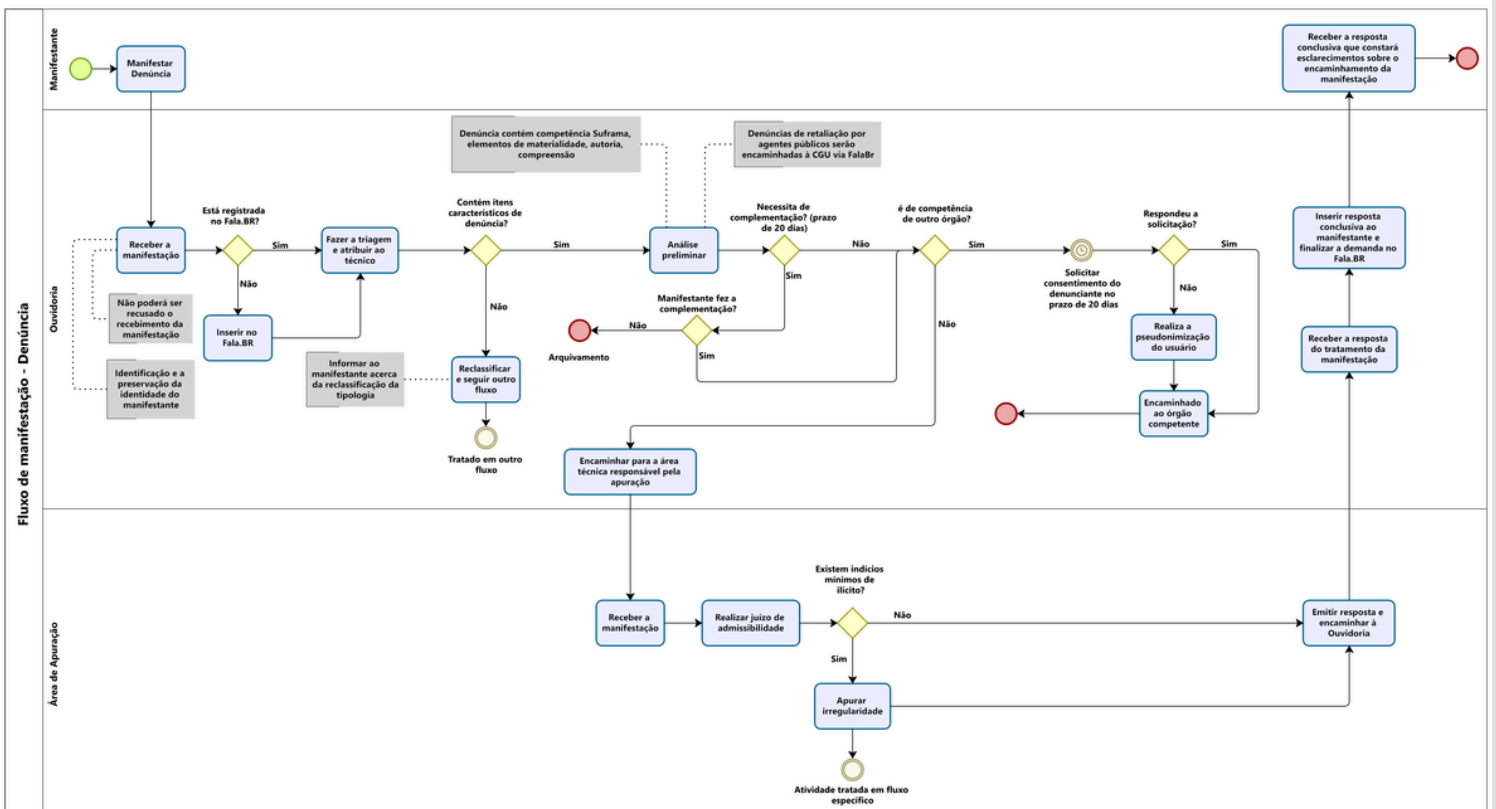 Fluxo de manifestação - Denúncia
Manifestante
Manifestar
Denúncia
Receber a resposta
conclusiva que constará
esclarecimentos sobre o
encaminhamento da
manifestação
Ouvidoria
Denúncia contém competência Suframa,
elementos de materialidade, autoria,
compreensão
Denúncias de retaliação por
agentes públicos serão
encaminhadas à CGU via FalaBr
Receber a
manifestação
Não poderá ser
recusado o
recebimento da
manifestação
Identificação e a
preservação da
identidade do
manifestante
Está registrada
no Fala.BR?
Sim
Não
Inserir no
Fala.BR
Fazer a triagem
e atribuir ao
técnico
Contém itens
característicos de
denúncia?
Sim
Não
Informar ao
manifestante acerca
da reclassificação da
tipologia
Reclassificar
e seguir outro
fluxo
Tratado em outro
fluxo
Análise
preliminar
Necessita de
complementação? (prazo
de 20 dias)
Não
Sim
Manifestante fez a
complementação?
Não
Sim
Arquivamento
é de competência
de outro órgão?
Sim
Não
Solicitar
consentimento do
denunciante no
prazo de 20 dias
Respondeu a
solicitação?
Sim
Não
Realiza a
pseudonimização
do usuário
Encaminhado
ao órgão
competente
Encaminhar para a área
técnica responsável pela
apuração
Inserir resposta
conclusiva ao
manifestante e
finalizar a demanda no
Fala.BR
Receber a resposta
do tratamento da
manifestação
Área de Apuração
Receber a
manifestação
Realizar juízo de
admissibilidade
Existem indícios
mínimos de
ilícito?
Não
Sim
Apurar
irregularidade
Atividade tratada em fluxo
específico
Emitir resposta e
encaminhar à
Ouvidoria